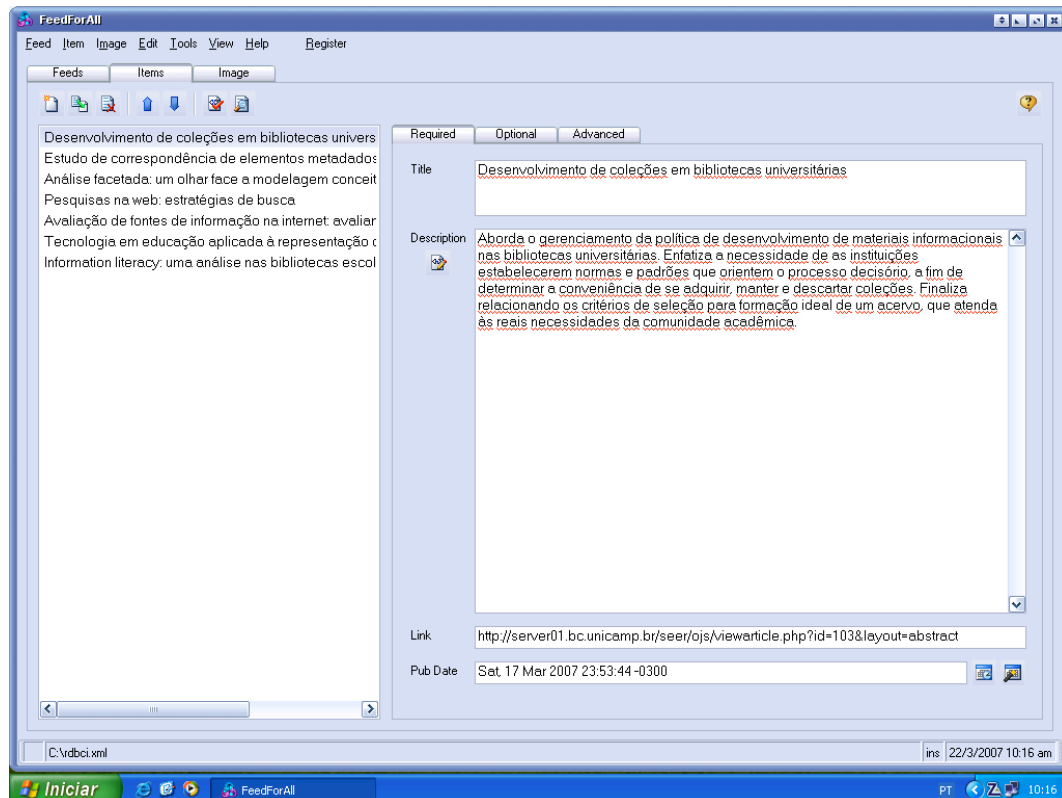 FeedForAll
Feed Item Image Edit Tools View Help Register
Feeds Items Image
Desenvolvimento de coleções em bibliotecas univers
Estudo de correspondência de elementos metadados
Análise facetada: um olhar face a modelagem conceit
Pesquisas na web: estratégias de busca
Avaliação de fontes de informação na internet: avaliar
Tecnologia em educação aplicada à representação
Information literacy: uma análise nas bibliotecas escol
Required Optional Advanced
Title
Desenvolvimento de coleções em bibliotecas universitárias
Description
Aborda o gerenciamento da política de desenvolvimento de materiais informacionais
nas bibliotecas universitárias. Enfatiza a necessidade de as instituições
estabelecerem normas e padrões que orientem o processo decisório, a fim de
determinar a conveniência de se adquirir, manter e descartar coleções. Finaliza
relacionando os critérios de seleção para formação ideal de um acervo, que atenda
às reais necessidades da comunidade acadêmica.
Link
http://server01.bc.unicamp.br/seer/ojs/viewarticle.php?id=103&layout=abstract
Pub Date
Sat, 17 Mar 2007 23:53:44 -0300
C:\rdbci.xml
ins 22/3/2007 10:16 am
Iniciar
FeedForAll
PT
10:16